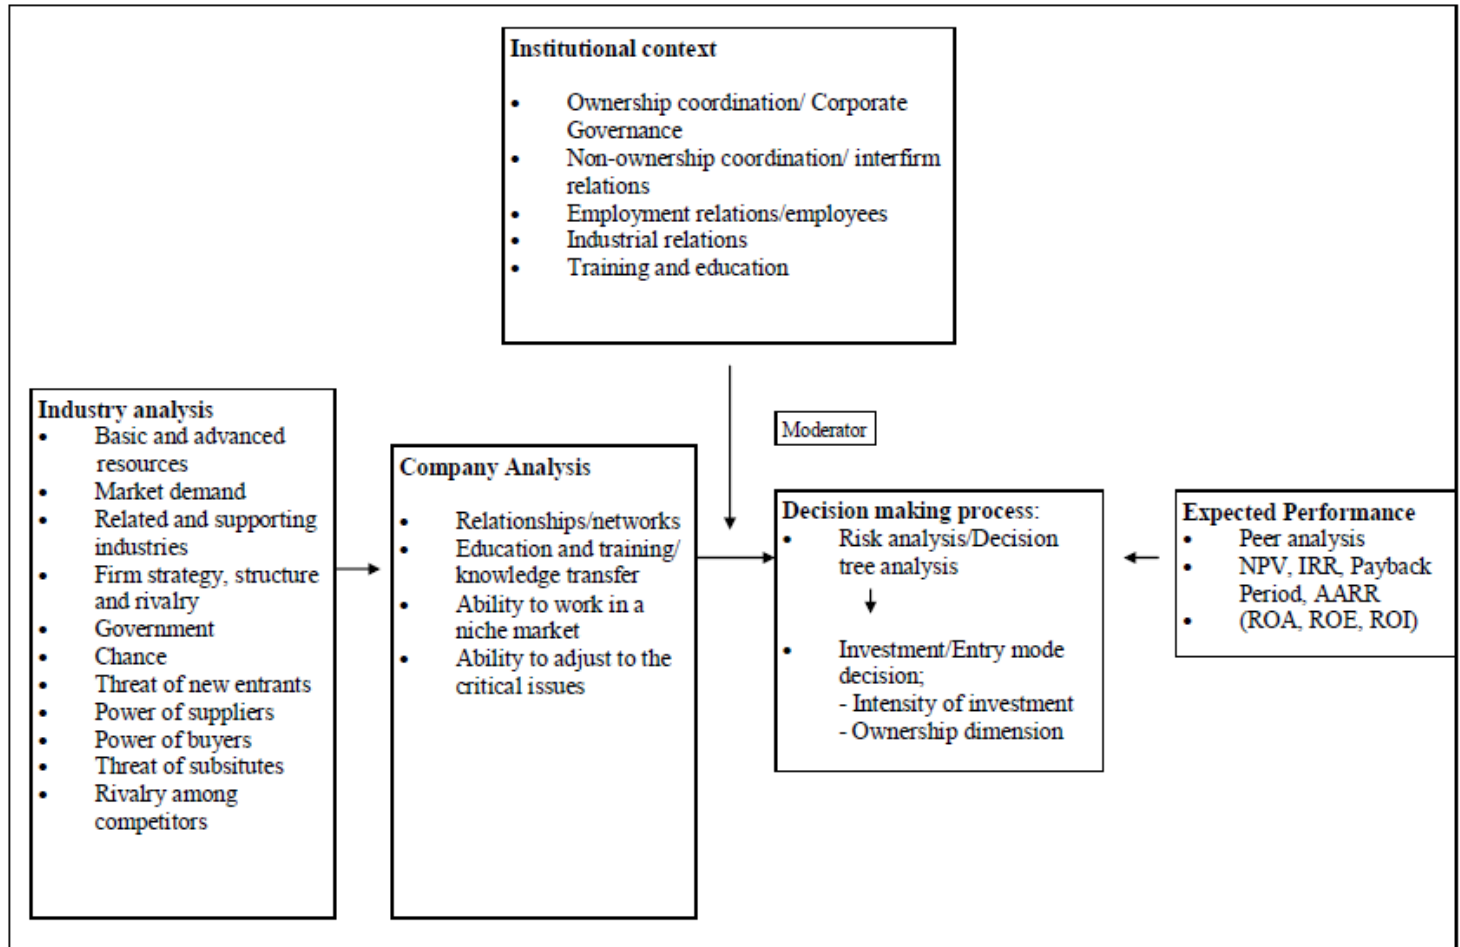 Institutional context
• Ownership coordination/ Corporate
Governance
• Non-ownership coordination/ interfirm
relations
• Employment relations/employees
• Industrial relations
• Training and education
Moderator
Industry analysis
• Basic and advanced
resources
• Market demand
• Related and supporting
industries
• Firm strategy, structure
and rivalry
• Government
• Chance
• Threat of new entrants
• Power of suppliers
• Power of buyers
• Threat of subsitutes
• Rivalry among
competitors
Company Analysis
• Relationships/networks
• Education and training/
knowledge transfer
• Ability to work in a
niche market
• Ability to adjust to the
critical issues
Decision making process:
• Risk analysis/Decision
tree analysis
• Investment/Entry mode
decision;
- Intensity of investment
- Ownership dimension
Expected Performance
• Peer analysis
• NPV, IRR, Payback
Period, AARR
• (ROA, ROE, ROI)